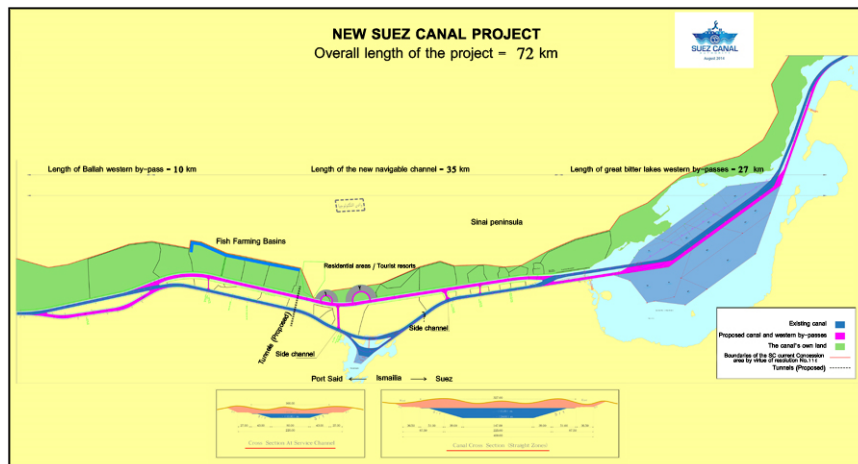 NEW SUEZ CANAL PROJECT
Overall length of the project = 72 km
SUEZ CANAL
August 2014
Length of Ballah western by-pass = 10 km
Length of the new navigable channel = 35 km
Length of great bitter lakes western by-passes = 27 km
Sinai peninsula
Fish Farming Basins
Residential areas / Tourist resorts
Tunnels (Proposed)
Side channel
Side channel
Port Said
Ismailia
Suez
Existing canal
Proposed canal and western by-passes
The canal's own land
Boundaries of the SC current Concession
area by virtue of resolution No.
Tunnels (Proposed)
Cross Section At Service Channel
Canal Cross Section (Straight Zones)